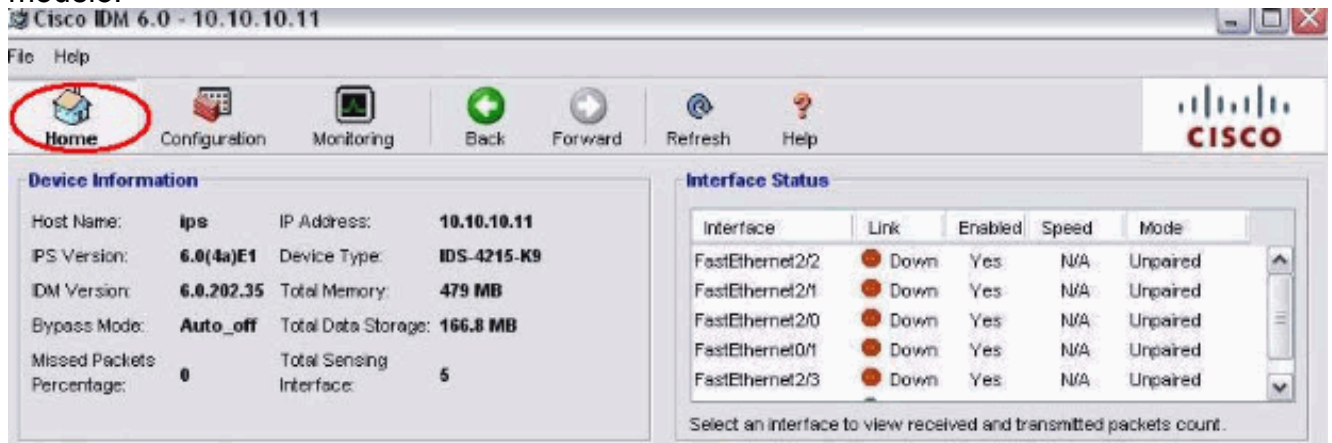 models.
Cisco IDM 6.0 - 10.10.10.11
File Help
Home Configuration Monitoring Back Forward Refresh Help
CISCO
Device Information
Host Name: ips IP Address: 10.10.10.11
IPS Version: 6.0(4a)E1 Device Type: IDS-4215-K9
IDM Version: 6.0.202.35 Total Memory: 479 MB
Bypass Mode: Auto_off Total Data Storage: 166.8 MB
Missed Packets Percentage: 0 Total Sensing Interface: 5
Interface Status
Interface Link Enabled Speed Mode
FastEthernet2/2 Down Yes N/A Unpaired
FastEthernet2/1 Down Yes N/A Unpaired
FastEthernet2/0 Down Yes N/A Unpaired
FastEthernet0/1 Down Yes N/A Unpaired
FastEthernet2/3 Down Yes N/A Unpaired
Select an interface to view received and transmitted packets count.